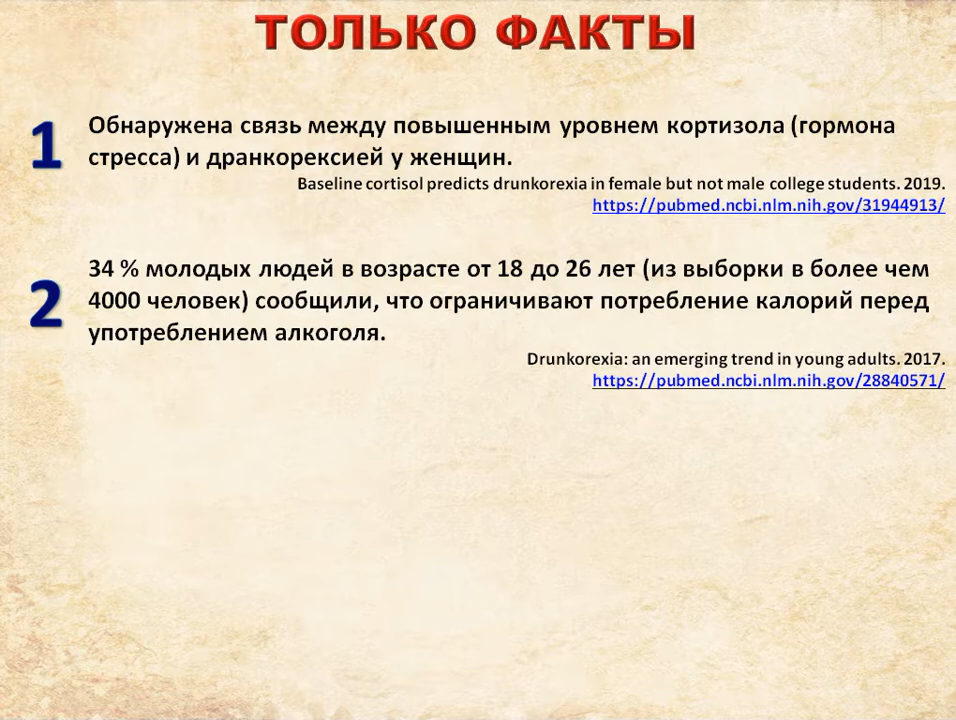 ТОЛЬКО ФАКТЫ
1
Обнаружена связь между повышенным уровнем кортизола (гормона
стресса) и дранкорексией у женщин.
Baseline cortisol predicts drunkorexia in female but not male college students. 2019.
https://pubmed.ncbi.nlm.nih.gov/31944913/
2
34 % молодых людей в возрасте от 18 до 26 лет (из выборки в более чем
4000 человек) сообщили, что ограничивают потребление калорий перед
употреблением алкоголя.
Drunkorexia: an emerging trend in young adults. 2017.
https://pubmed.ncbi.nlm.nih.gov/28840571/